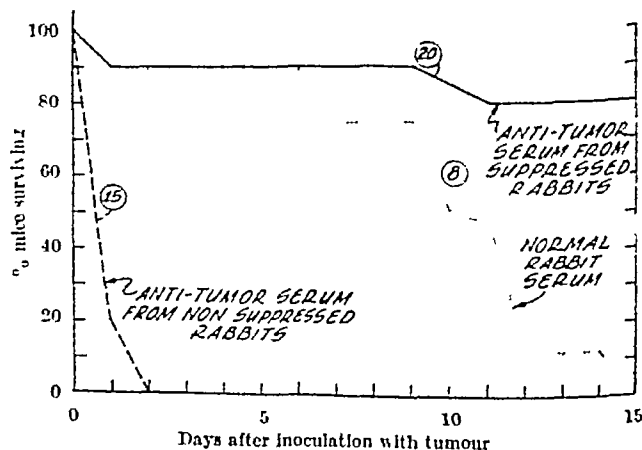 100
80
60
40
20
0
% mice surviving
0
5
10
15
Days after inoculation with tumour
20
15
8
ANTI-TUMOR
SERUM FROM
SUPPRESSED
RABBITS
NORMAL
RABBIT
SERUM
ANTI-TUMOR SERUM
FROM NON SUPPRESSED
RABBITS